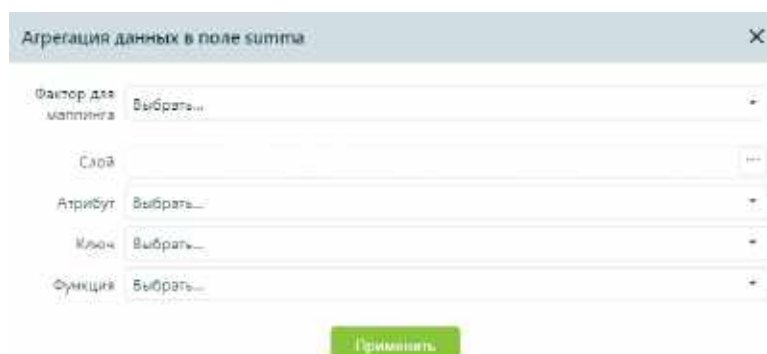 Агрегация данных в поле summa
Фактор для маппинга Выбрать...
Слой
Атрибут Выбрать...
Ключ Выбрать...
Функция Выбрать...
Применить